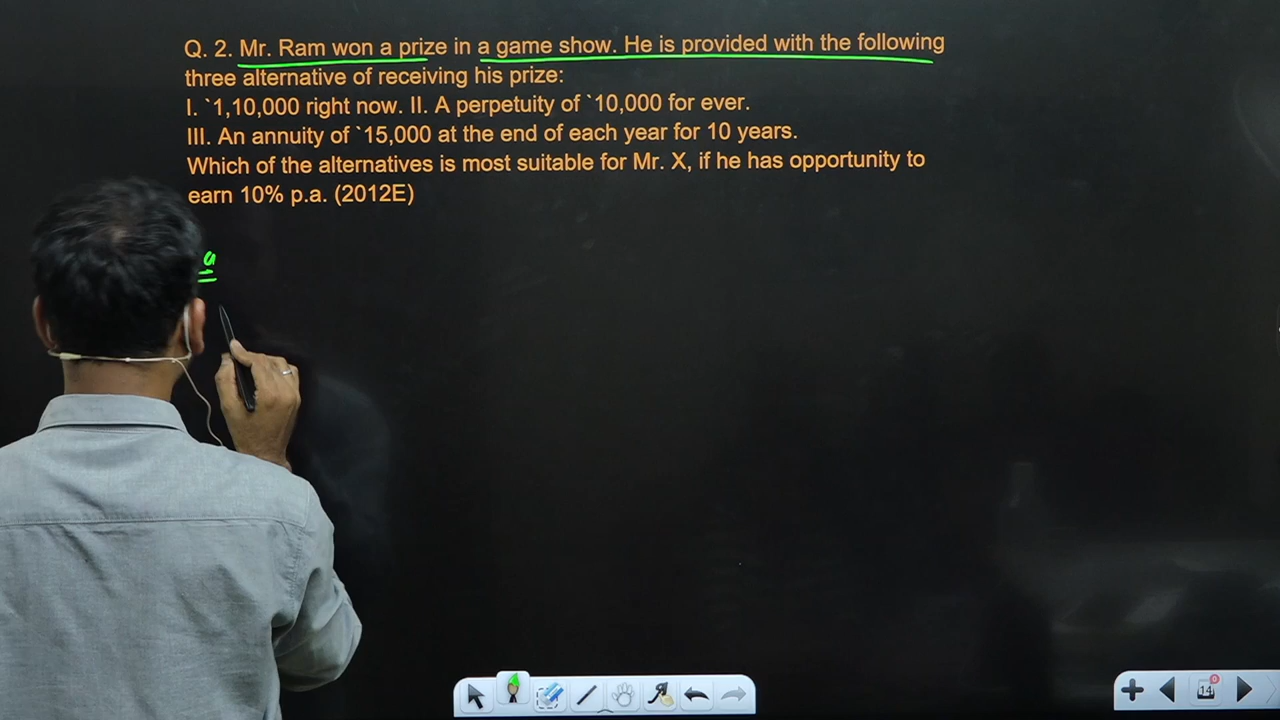 Q. 2. Mr. Ram won a prize in a game show. He is provided with the following
three alternative of receiving his prize:
I. `1,10,000 right now. II. A perpetuity of `10,000 for ever.
III. An annuity of `15,000 at the end of each year for 10 years.
Which of the alternatives is most suitable for Mr. X, if he has opportunity to
earn 10% p.a. (2012E)
14
0